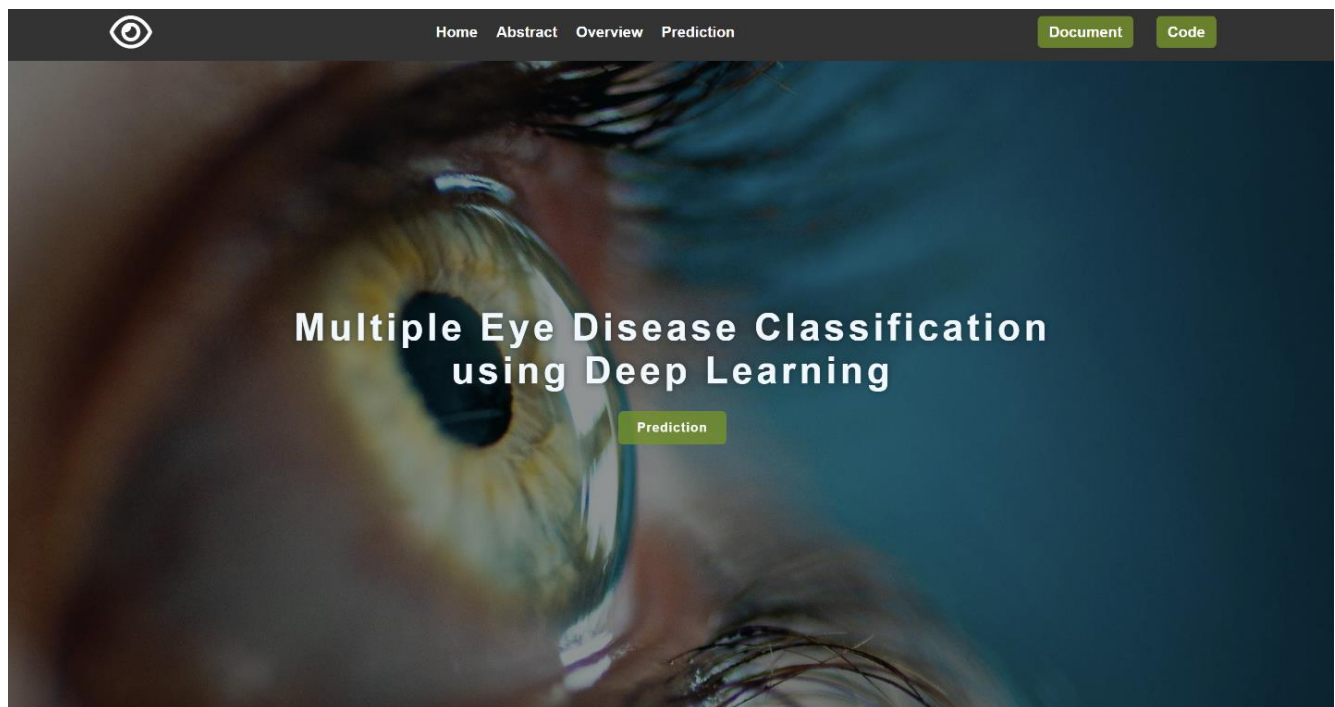 Home Abstract Overview Prediction Document Code
Multiple Eye Disease Classification
using Deep Learning
Prediction